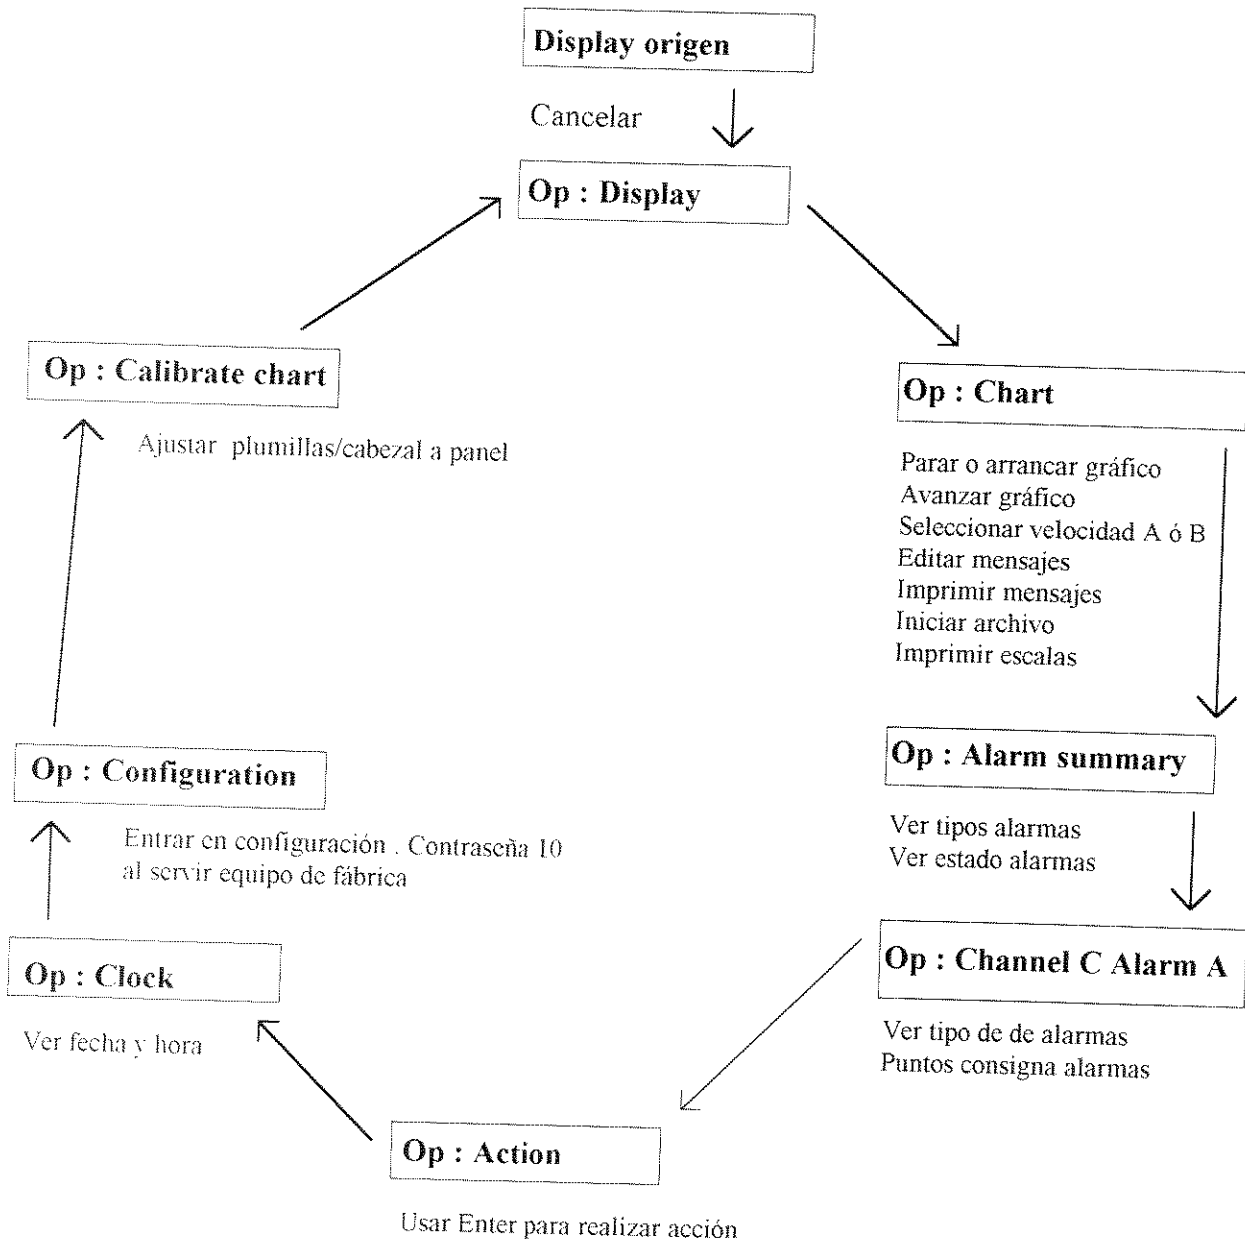 Display origen
Cancelar
Op : Display
Op : Calibrate chart
Ajustar plumillas/cabezal a panel
Op : Chart
Parar o arrancar gráfico
Avanzar gráfico
Seleccionar velocidad A ó B
Editar mensajes
Imprimir mensajes
Iniciar archivo
Imprimir escalas
Op : Configuration
Entrar en configuración . Contraseña 10
al servir equipo de fábrica
Op : Alarm summary
Ver tipos alarmas
Ver estado alarmas
Op : Clock
Ver fecha y hora
Op : Channel C Alarm A
Ver tipo de de alarmas
Puntos consigna alarmas
Op : Action
Usar Enter para realizar acción